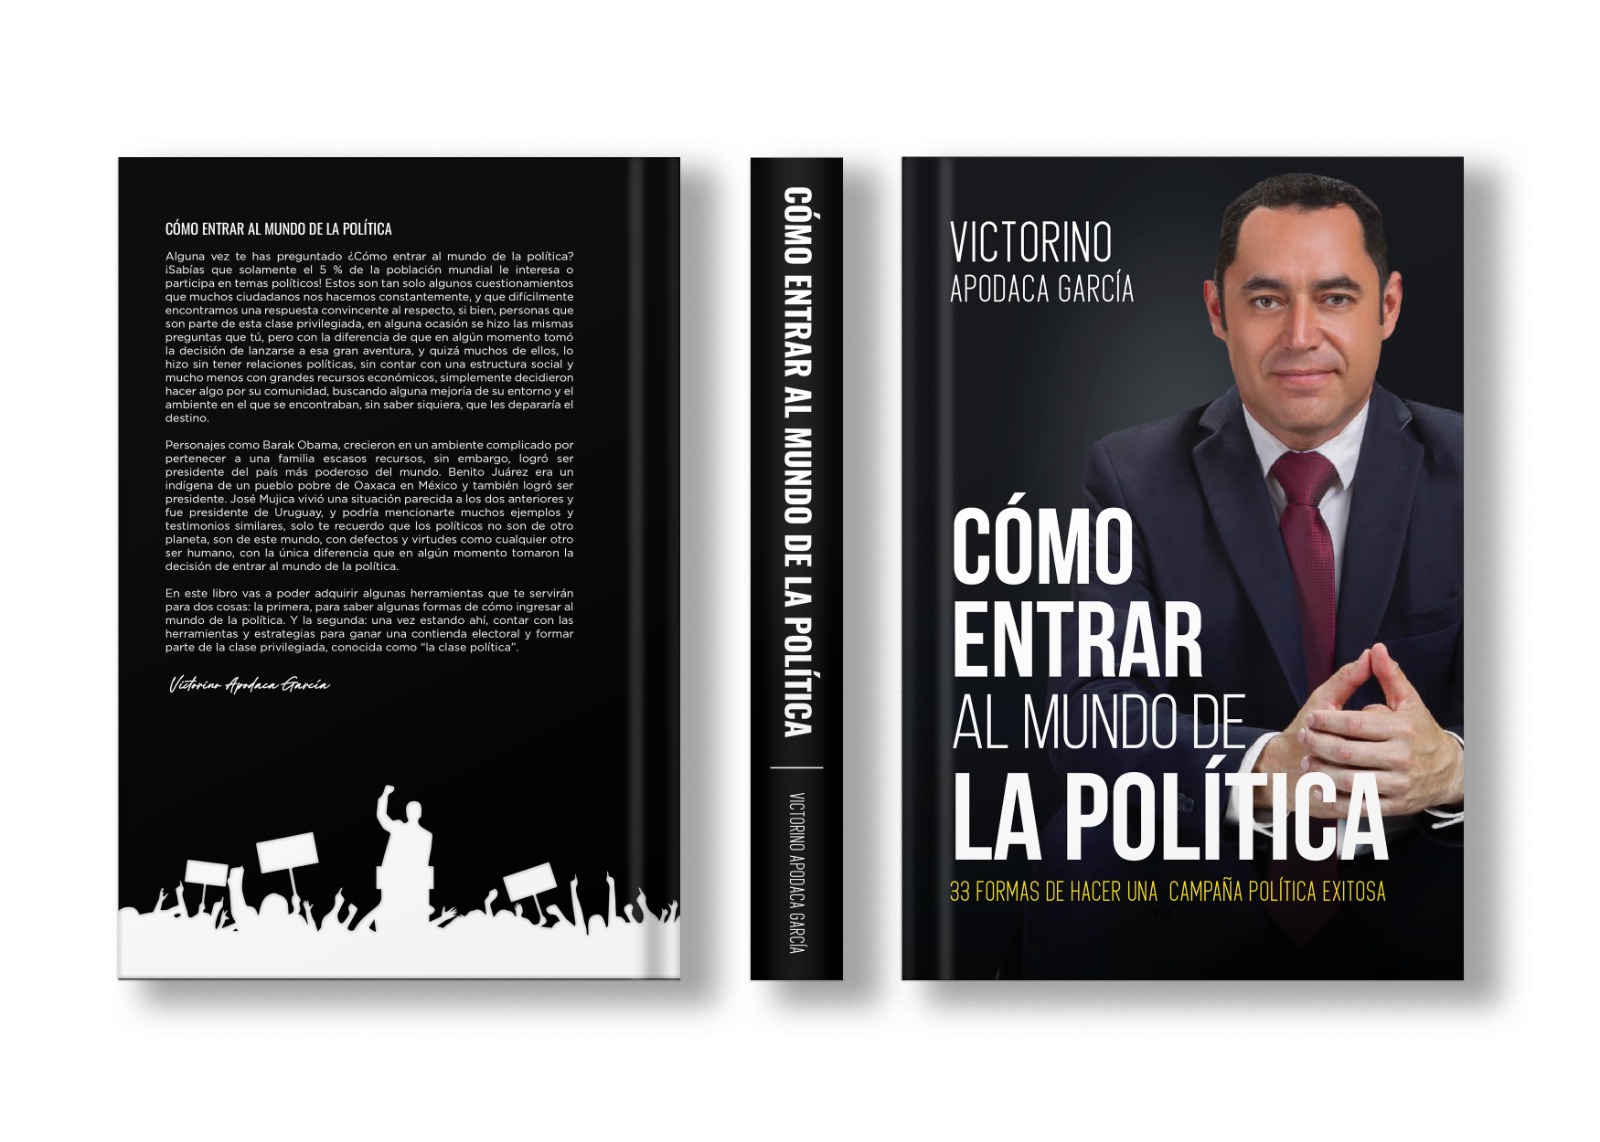 CÓMO ENTRAR AL MUNDO DE LA POLÍTICA
Alguna vez te has preguntado ¿Cómo entrar al mundo de la política?
¡Sabías que solamente el 5 % de la población mundial le interesa o
participa en temas políticos! Estos son tan solo algunos cuestionamientos
que muchos ciudadanos nos hacemos constantemente, y que difícilmente
encontramos una respuesta convincente al respecto, si bien, personas que
son parte de esta clase privilegiada, en alguna ocasión se hizo las mismas
preguntas que tú, pero con la diferencia de que en algún momento tomó
la decisión de lanzarse a esa gran aventura, y quizá muchos de ellos, lo
hizo sin tener relaciones políticas, sin contar con una estructura social y
mucho menos con grandes recursos económicos, simplemente decidieron
hacer algo por su comunidad, buscando alguna mejoría de su entorno y el
ambiente en el que se encontraban, sin saber siquiera, que les depararía el
destino.
Personajes como Barak Obama, crecieron en un ambiente complicado por
pertenecer a una familia escasos recursos, sin embargo, logró ser
presidente del país más poderoso del mundo. Benito Juárez era un
indígena de un pueblo pobre de Oaxaca en México y también logró ser
presidente. José Mujica vivió una situación parecida a los dos anteriores y
fue presidente de Uruguay, y podría mencionarte muchos ejemplos y
testimonios similares, solo te recuerdo que los políticos no son de otro
planeta, son de este mundo, con defectos y virtudes como cualquier otro
ser humano, con la única diferencia que en algún momento tomaron la
decisión de entrar al mundo de la política.
En este libro vas a poder adquirir algunas herramientas que te servirán
para dos cosas: la primera, para saber algunas formas de cómo ingresar al
mundo de la política. Y la segunda: una vez estando ahí, contar con las
herramientas y estrategias para ganar una contienda electoral y formar
parte de la clase privilegiada, conocida como “la clase política”.
Victorino Apodaca García
CÓMO ENTRAR AL MUNDO DE LA POLÍTICA
VICTORINO APODACA GARCÍA
VICTORINO
APODACA GARCÍA
CÓMO
ENTRAR
AL MUNDO DE
LA POLÍTICA
33 FORMAS DE HACER UNA CAMPAÑA POLÍTICA EXITOSA